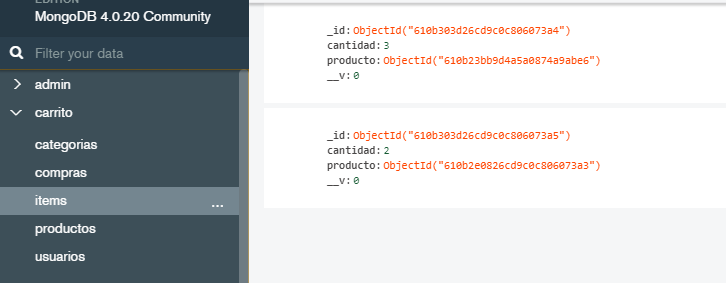 MongoDB 4.0.20 Community
Filter your data
admin
carrito
categorias
compras
items
...
productos
usuarios
_id: ObjectId("610b303d26cd9c0c806073a4")
cantidad: 3
producto: ObjectId("610b23bb9d4a5a0874a9abe6")
__v: 0
_id: ObjectId("610b303d26cd9c0c806073a5")
cantidad: 2
producto: ObjectId("610b2e0826cd9c0c806073a3")
__v: 0